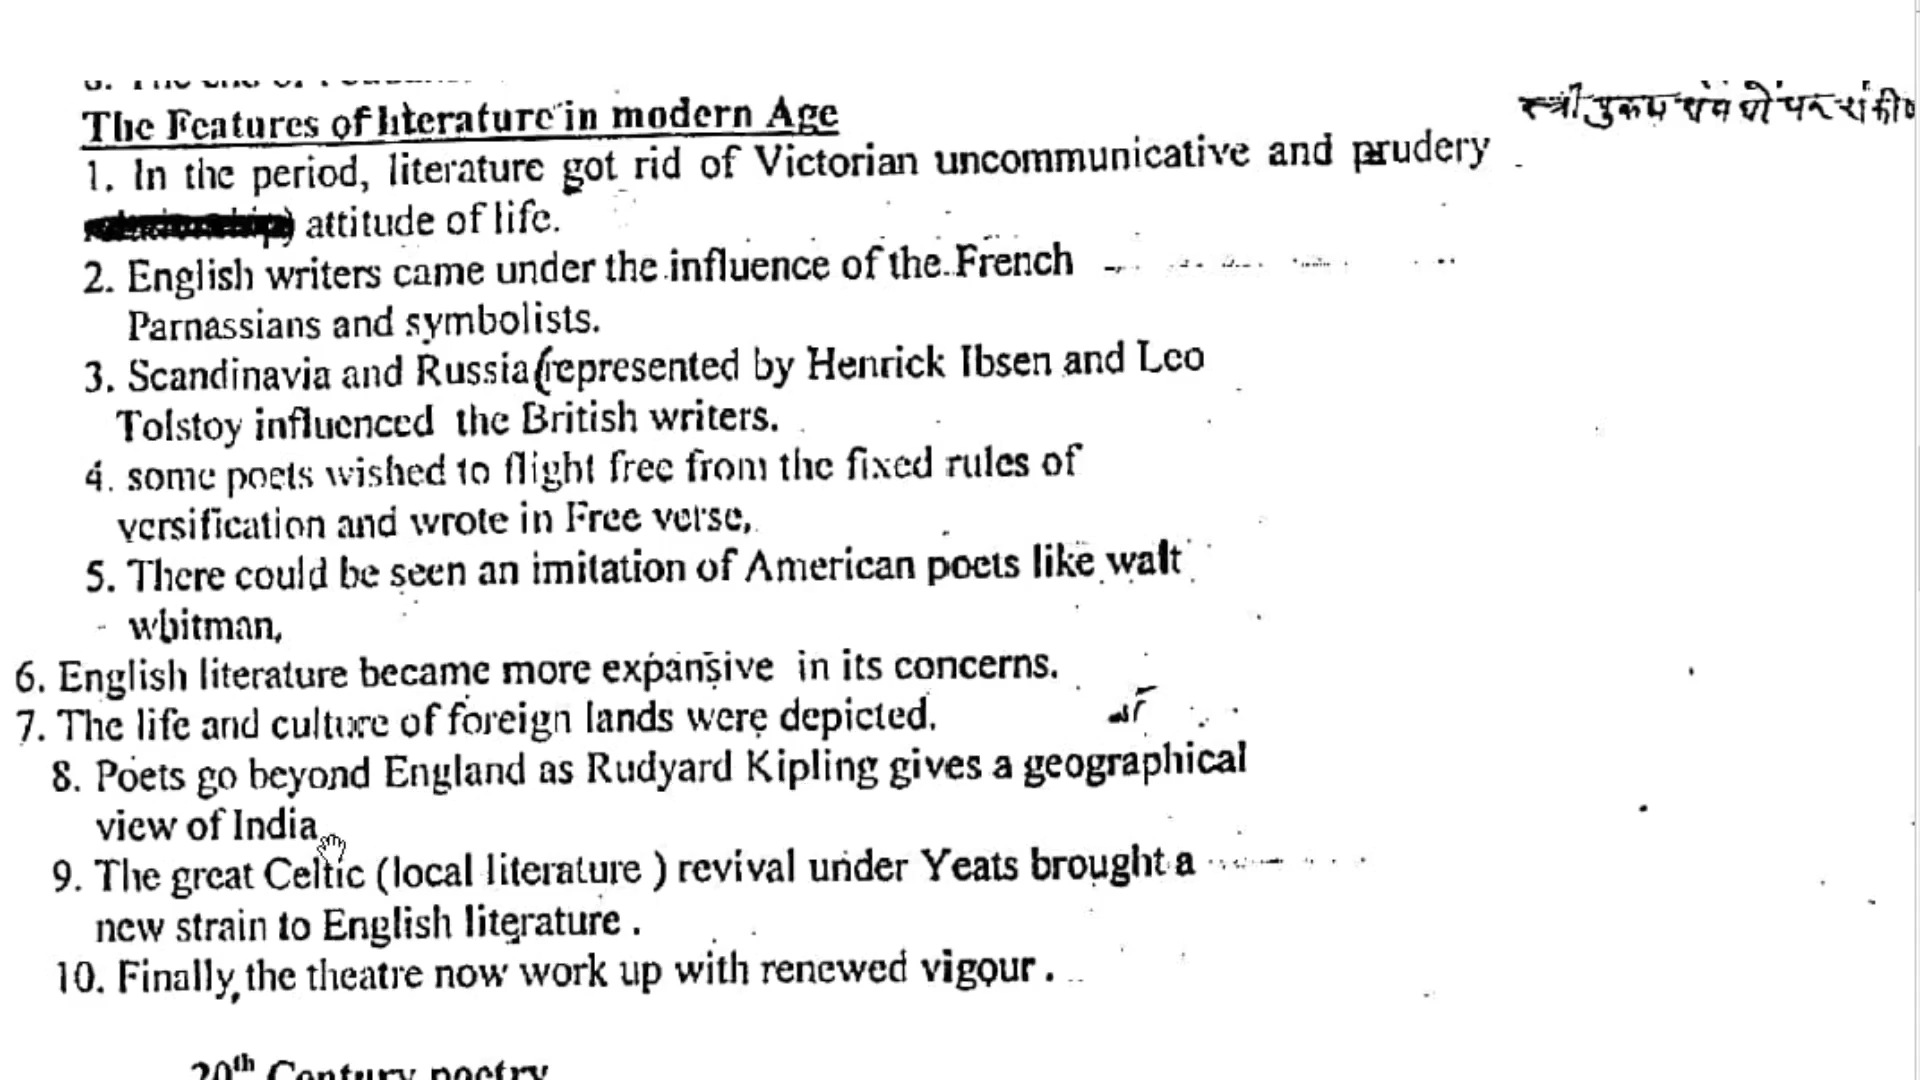 The Features of literature in modern Age
1. In the period, literature got rid of Victorian uncommunicative and prudery
attitude of life.
2. English writers came under the influence of the French
Parnassians and symbolists.
3. Scandinavia and Russia (represented by Henrick Ibsen and Leo
Tolstoy influenced the British writers.
4. some poets wished to flight free from the fixed rules of
versification and wrote in Free verse,
5. There could be seen an imitation of American poets like walt
- whitman,
6. English literature became more expansive in its concerns.
7. The life and culture of foreign lands were depicted.
8. Poets go beyond England as Rudyard Kipling gives a geographical
view of India.
9. The great Celtic (local literature ) revival under Yeats brought a
new strain to English literature .
10. Finally, the theatre now work up with renewed vigour .
20th Century poetry